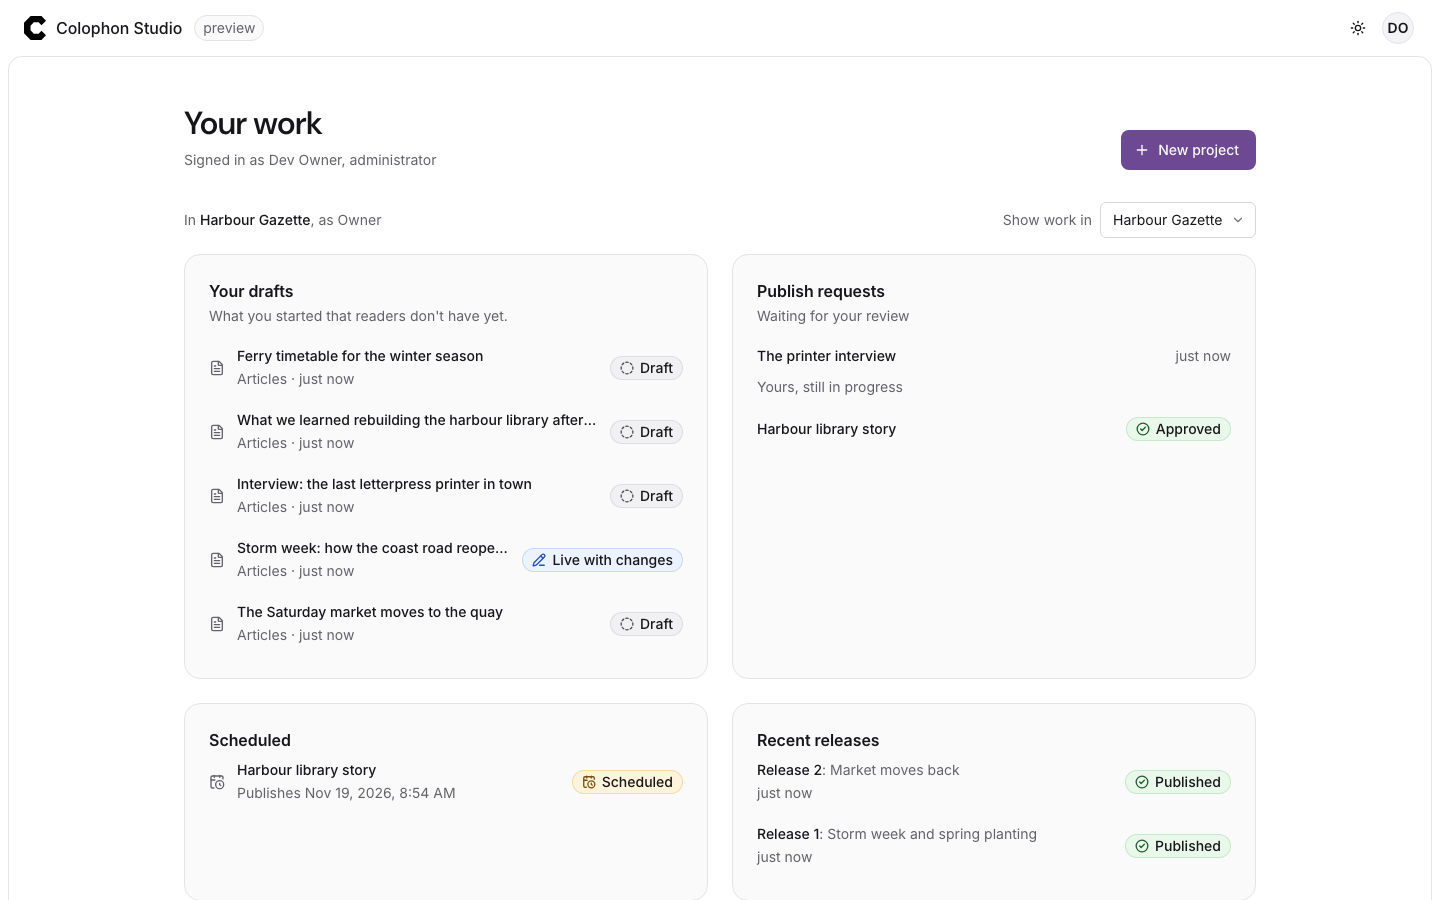 Colophon Studio preview
DO
Your work
Signed in as Dev Owner, administrator
New project
In Harbour Gazette, as Owner
Show work in Harbour Gazette
Your drafts
What you started that readers don't have yet.
Ferry timetable for the winter season
Articles · just now
Draft
What we learned rebuilding the harbour library after...
Articles · just now
Draft
Interview: the last letterpress printer in town
Articles · just now
Draft
Storm week: how the coast road reope...
Articles · just now
Live with changes
The Saturday market moves to the quay
Articles · just now
Draft
Publish requests
Waiting for your review
The printer interview just now
Yours, still in progress
Harbour library story Approved
Scheduled
Harbour library story
Publishes Nov 19, 2026, 8:54 AM
Scheduled
Recent releases
Release 2: Market moves back
just now
Published
Release 1: Storm week and spring planting
just now
Published